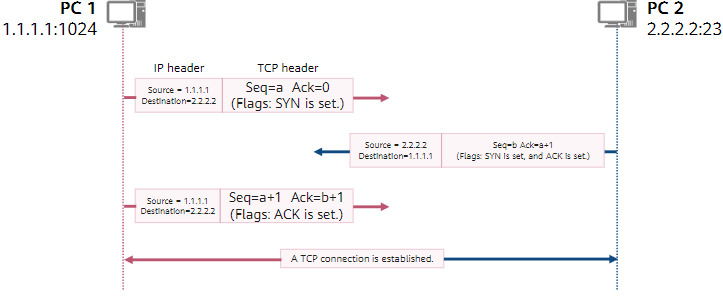 PC 1
1.1.1.1:1024
PC 2
2.2.2.2:23
IP header
TCP header
Source = 1.1.1.1
Destination=2.2.2.2
Seq=a Ack=0
(Flags: SYN is set.)
Source = 2.2.2.2
Destination=1.1.1.1
Seq=b Ack=a+1
(Flags: SYN is set, and ACK is set.)
Source = 1.1.1.1
Destination=2.2.2.2
Seq=a+1 Ack=b+1
(Flags: ACK is set.)
A TCP connection is established.